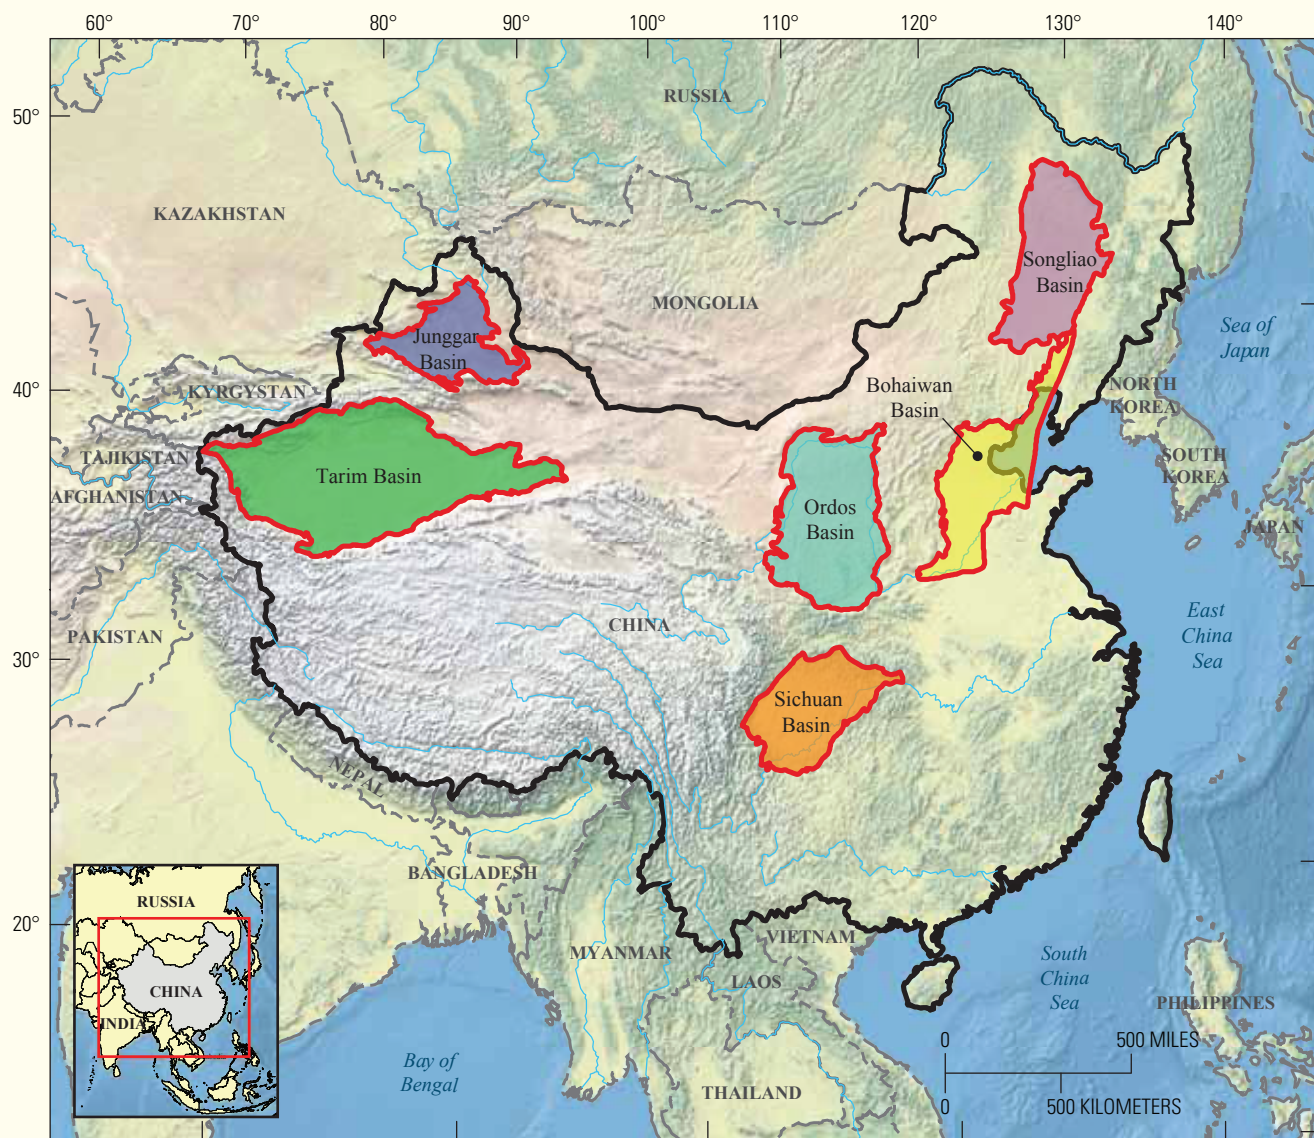 60°
70°
80°
90°
100°
110°
120°
130°
140°
50°
40°
30°
20°
RUSSIA
KAZAKHSTAN
MONGOLIA
Songliao
Basin
Junggar
Basin
Sea of
Japan
KYRGYSTAN
Bohaiwan
Basin
NORTH
KOREA
TAJIKISTAN
AFGHANISTAN
Tarim Basin
SOUTH
KOREA
Ordos
Basin
JAPAN
PAKISTAN
CHINA
East
China
Sea
Sichuan
Basin
NEPAL
BANGLADESH
MYANMAR
VIETNAM
LAOS
South
China
Sea
PHILIPPINES
THAILAND
Bay of
Bengal
0
500 MILES
0
500 KILOMETERS
RUSSIA
CHINA
INDIA